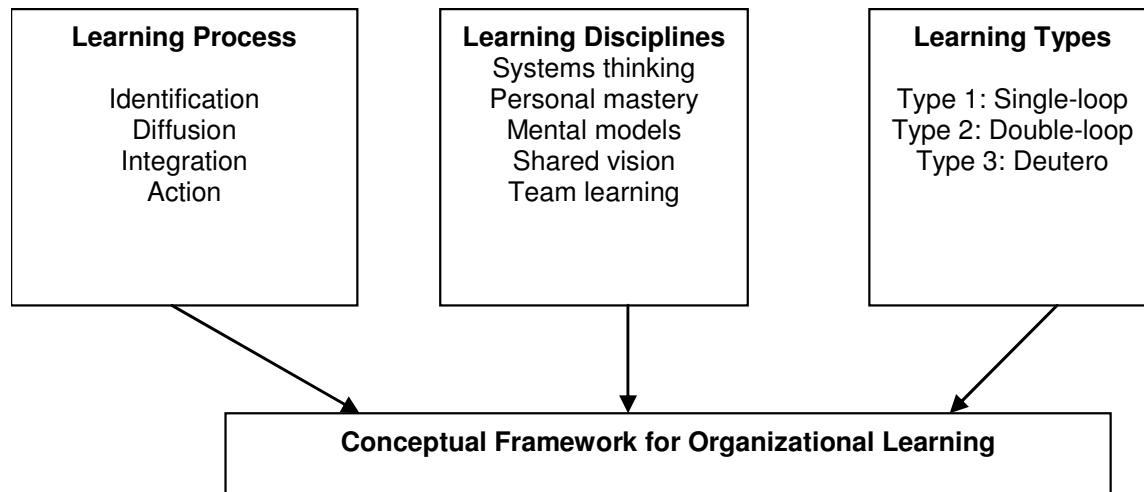 Learning Process
Identification
Diffusion
Integration
Action
Learning Disciplines
Systems thinking
Personal mastery
Mental models
Shared vision
Team learning
Learning Types
Type 1: Single-loop
Type 2: Double-loop
Type 3: Deutero
Conceptual Framework for Organizational Learning